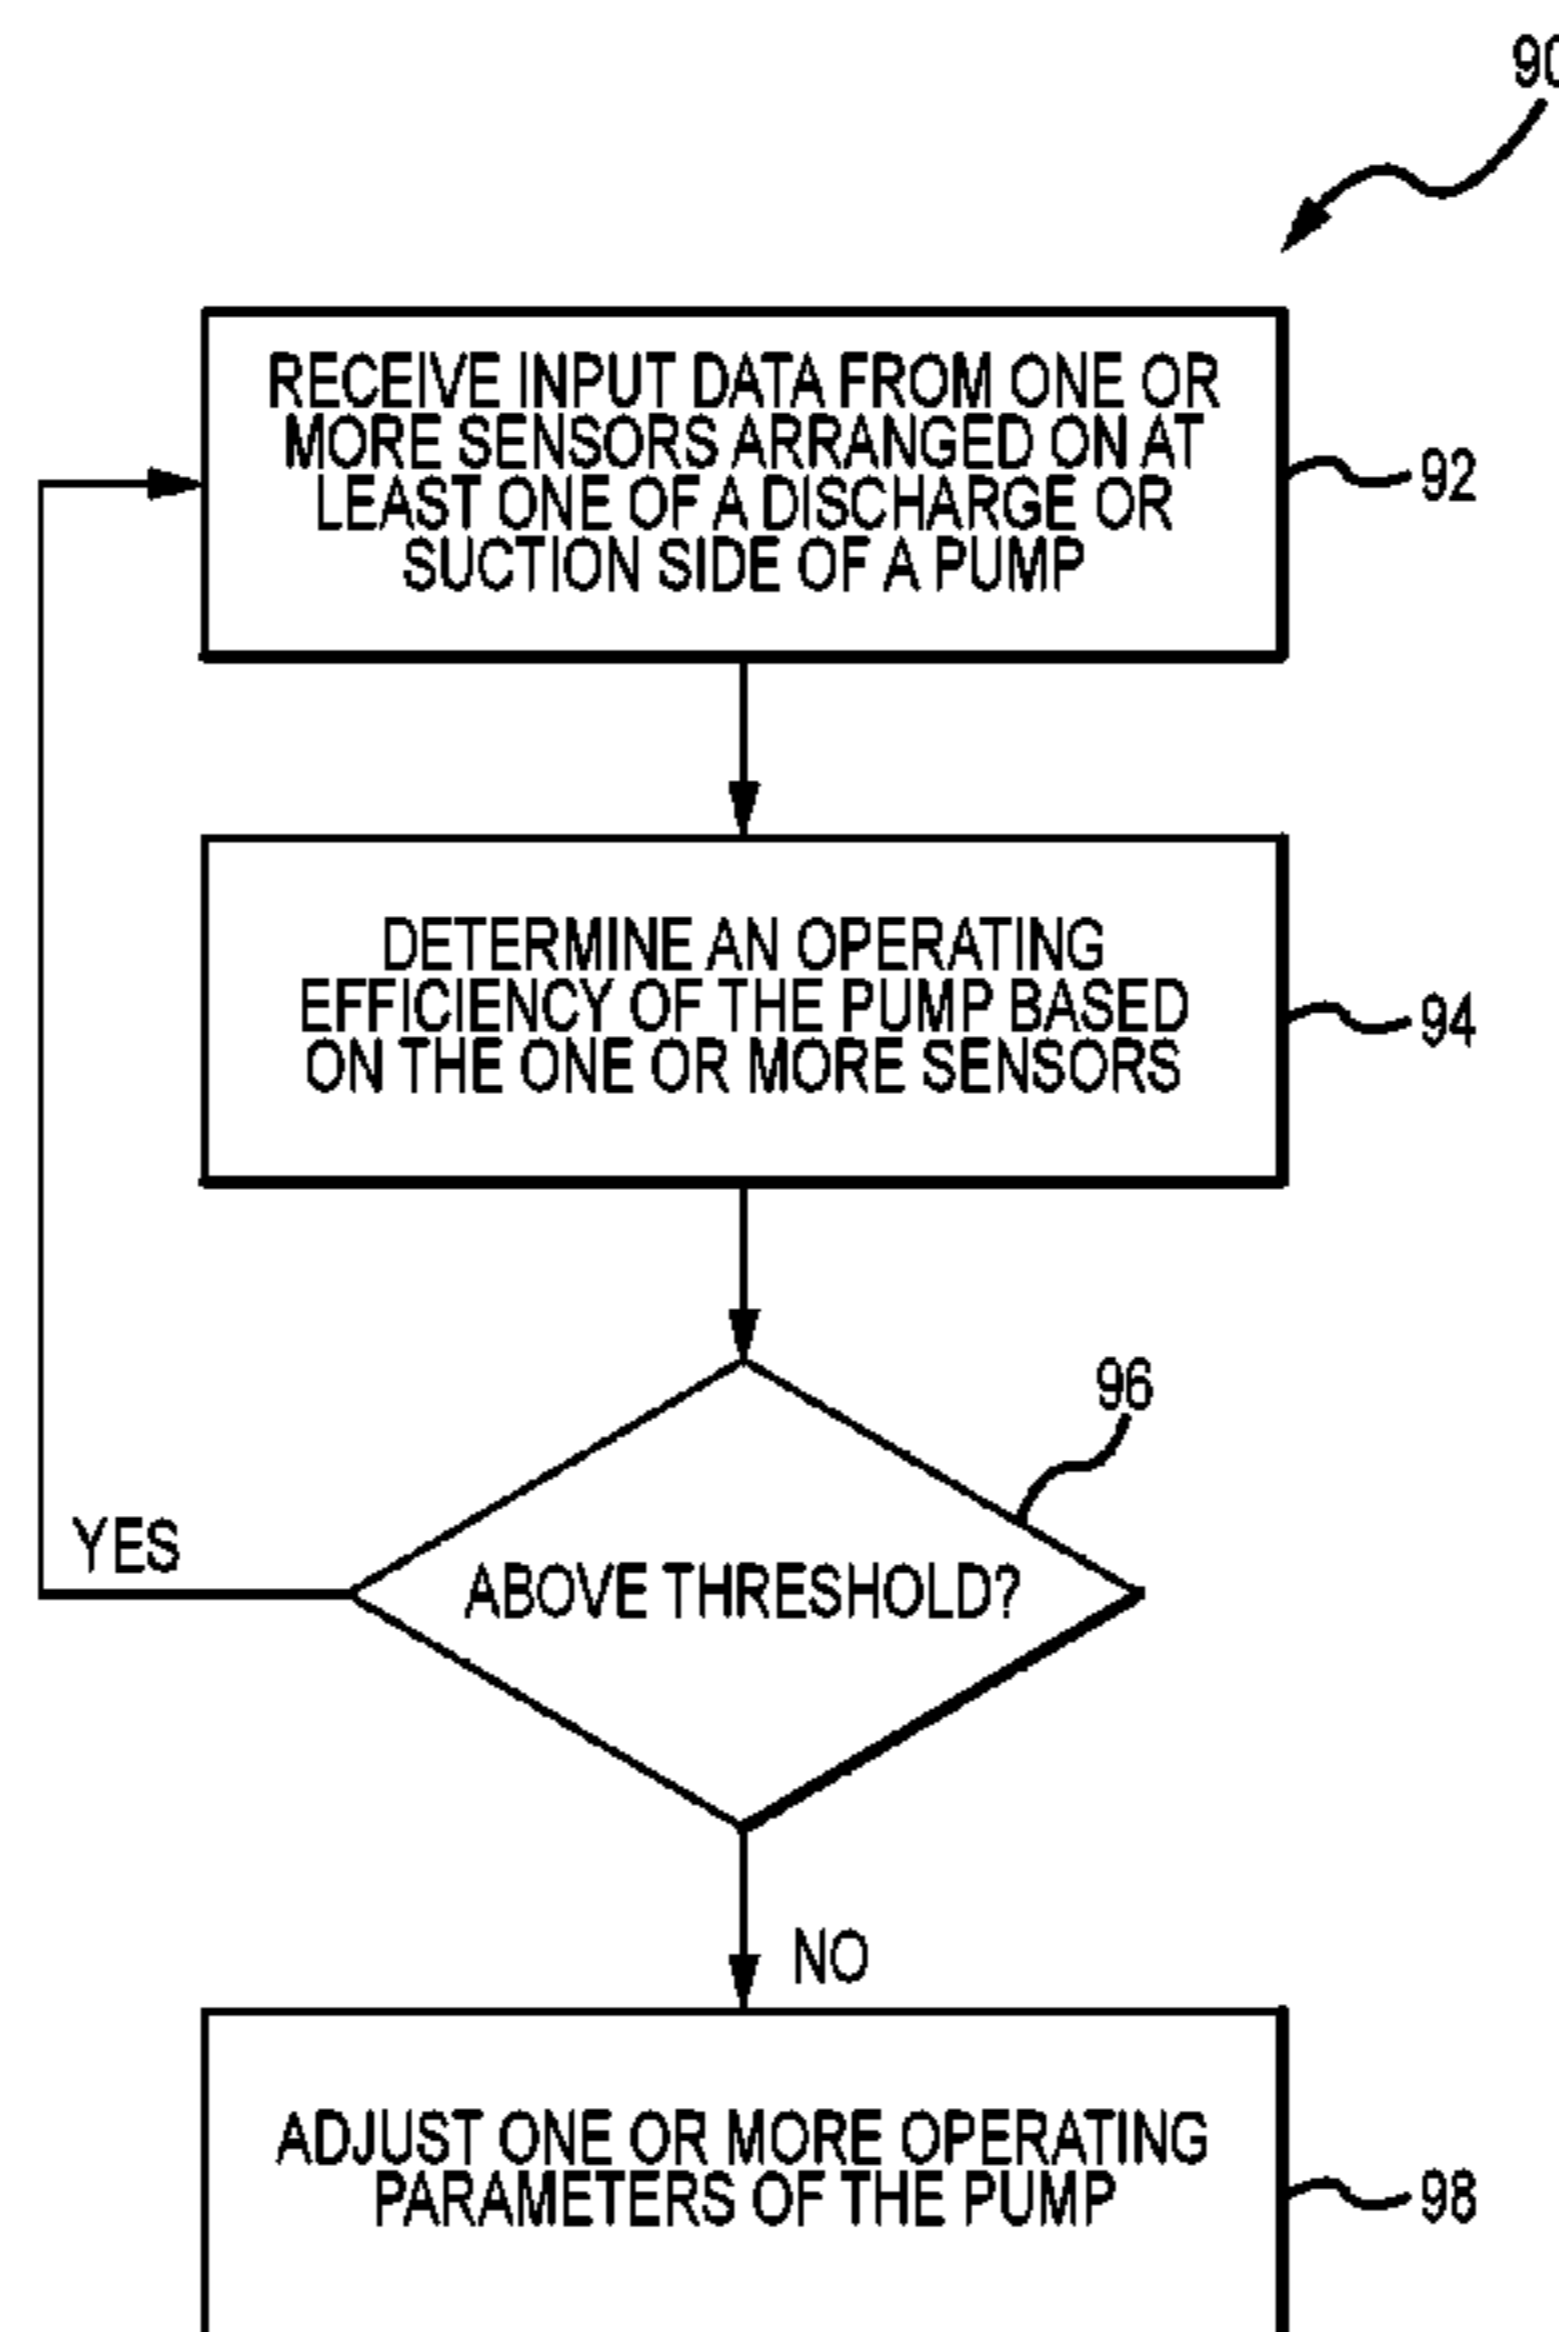 90
RECEIVE INPUT DATA FROM ONE OR
MORE SENSORS ARRANGED ON AT
LEAST ONE OF A DISCHARGE OR
SUCTION SIDE OF A PUMP
92
DETERMINE AN OPERATING
EFFICIENCY OF THE PUMP BASED
ON THE ONE OR MORE SENSORS
94
96
YES
ABOVE THRESHOLD?
NO
ADJUST ONE OR MORE OPERATING
PARAMETERS OF THE PUMP
98